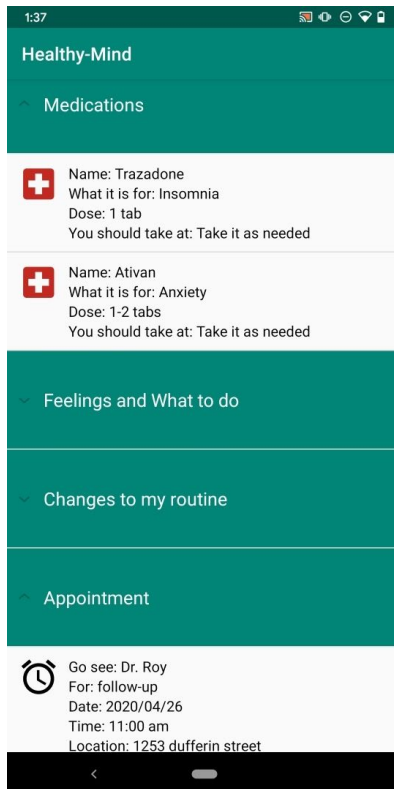 1:37
Healthy-Mind
Medications
Name: Trazadone
What it is for: Insomnia
Dose: 1 tab
You should take at: Take it as needed
Name: Ativan
What it is for: Anxiety
Dose: 1-2 tabs
You should take at: Take it as needed
Feelings and What to do
Changes to my routine
Appointment
Go see: Dr. Roy
For: follow-up
Date: 2020/04/26
Time: 11:00 am
Location: 1253 dufferin street